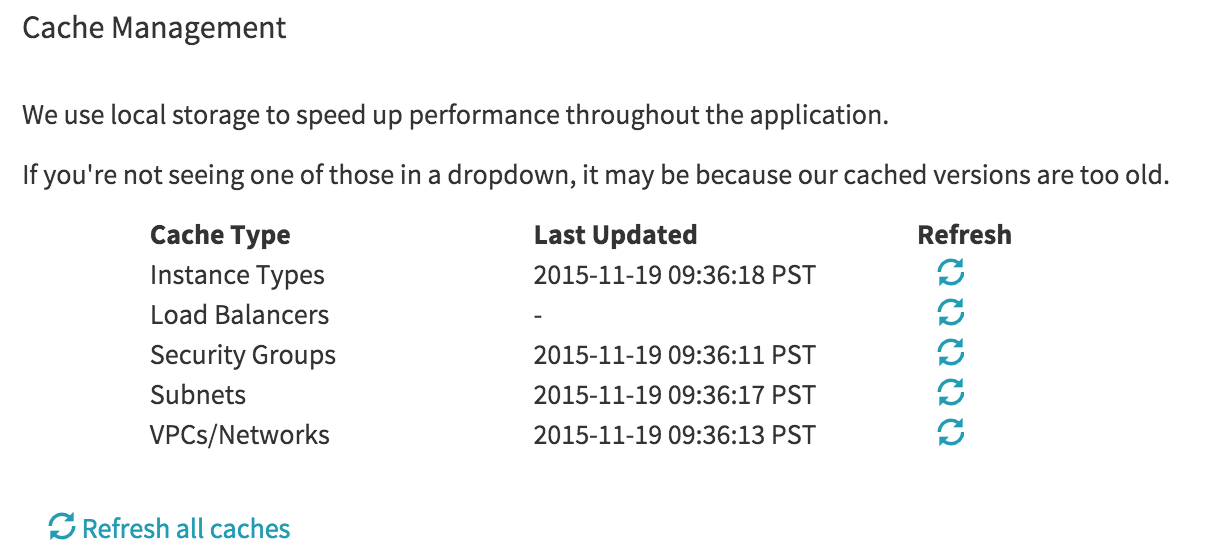 Cache Management
We use local storage to speed up performance throughout the application.
If you're not seeing one of those in a dropdown, it may be because our cached versions are too old.
Cache Type Last Updated Refresh
Instance Types 2015-11-19 09:36:18 PST
Load Balancers -
Security Groups 2015-11-19 09:36:11 PST
Subnets 2015-11-19 09:36:17 PST
VPCs/Networks 2015-11-19 09:36:13 PST
Refresh all caches